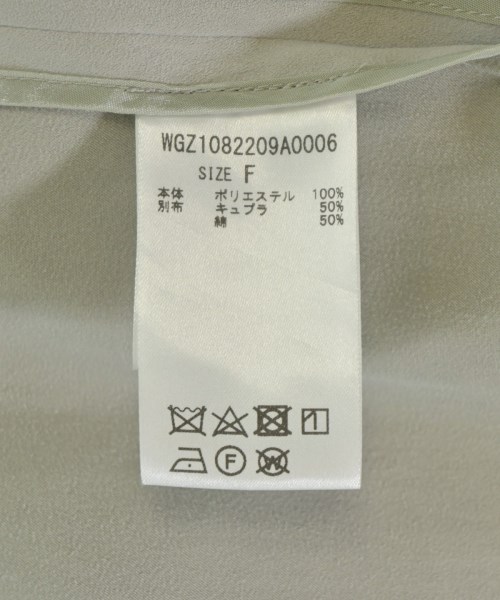 WGZ1082209A0006
SIZE F
本体 ポリエステル 100%
別布 キュプラ 50%
綿 50%
F
W